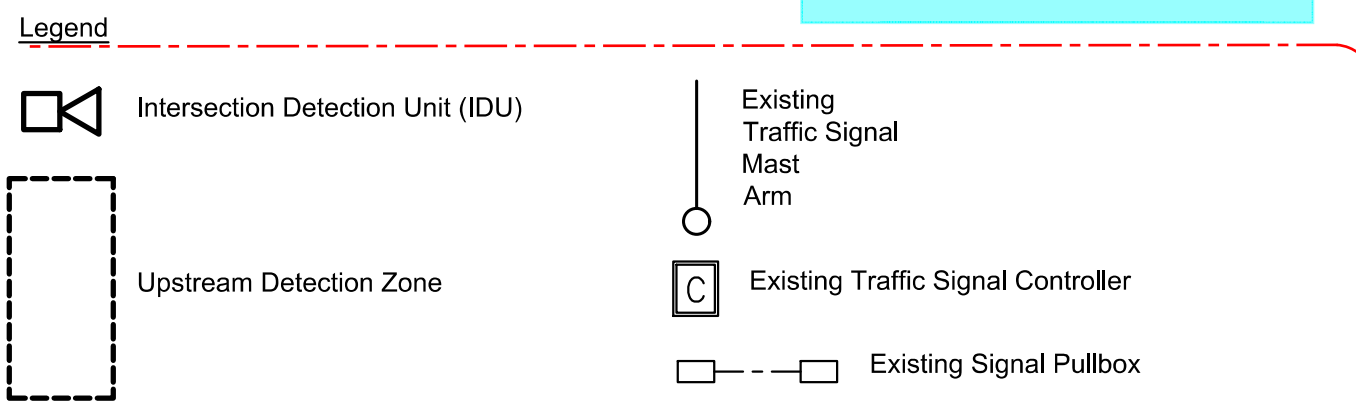 Legend
Intersection Detection Unit (IDU)
Upstream Detection Zone
Existing
Traffic Signal
Mast
Arm
C
Existing Traffic Signal Controller
Existing Signal Pullbox